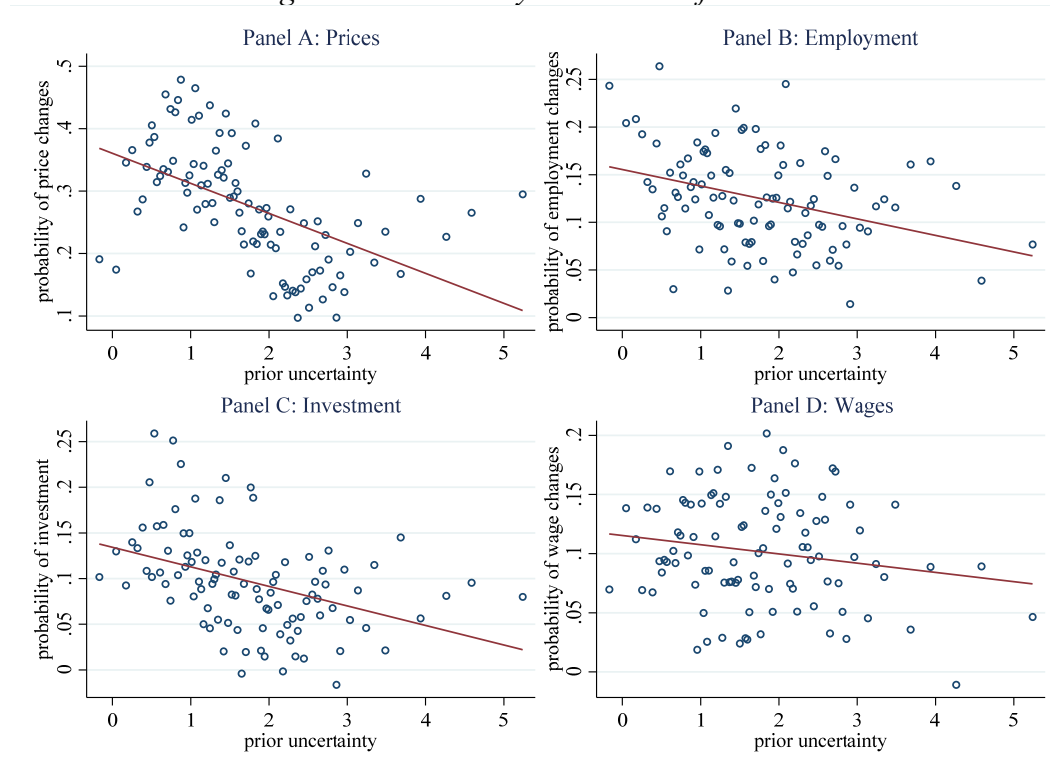 Panel A: Prices
probability of price changes
.5
.4
.3
.2
.1
0 1 2 3 4 5
prior uncertainty
Panel B: Employment
probability of employment changes
.25
.2
.15
.1
.05
0
0 1 2 3 4 5
prior uncertainty
Panel C: Investment
probability of investment
.25
.2
.15
.1
.05
0
0 1 2 3 4 5
prior uncertainty
Panel D: Wages
probability of wage changes
.2
.15
.1
.05
0
0 1 2 3 4 5
prior uncertainty